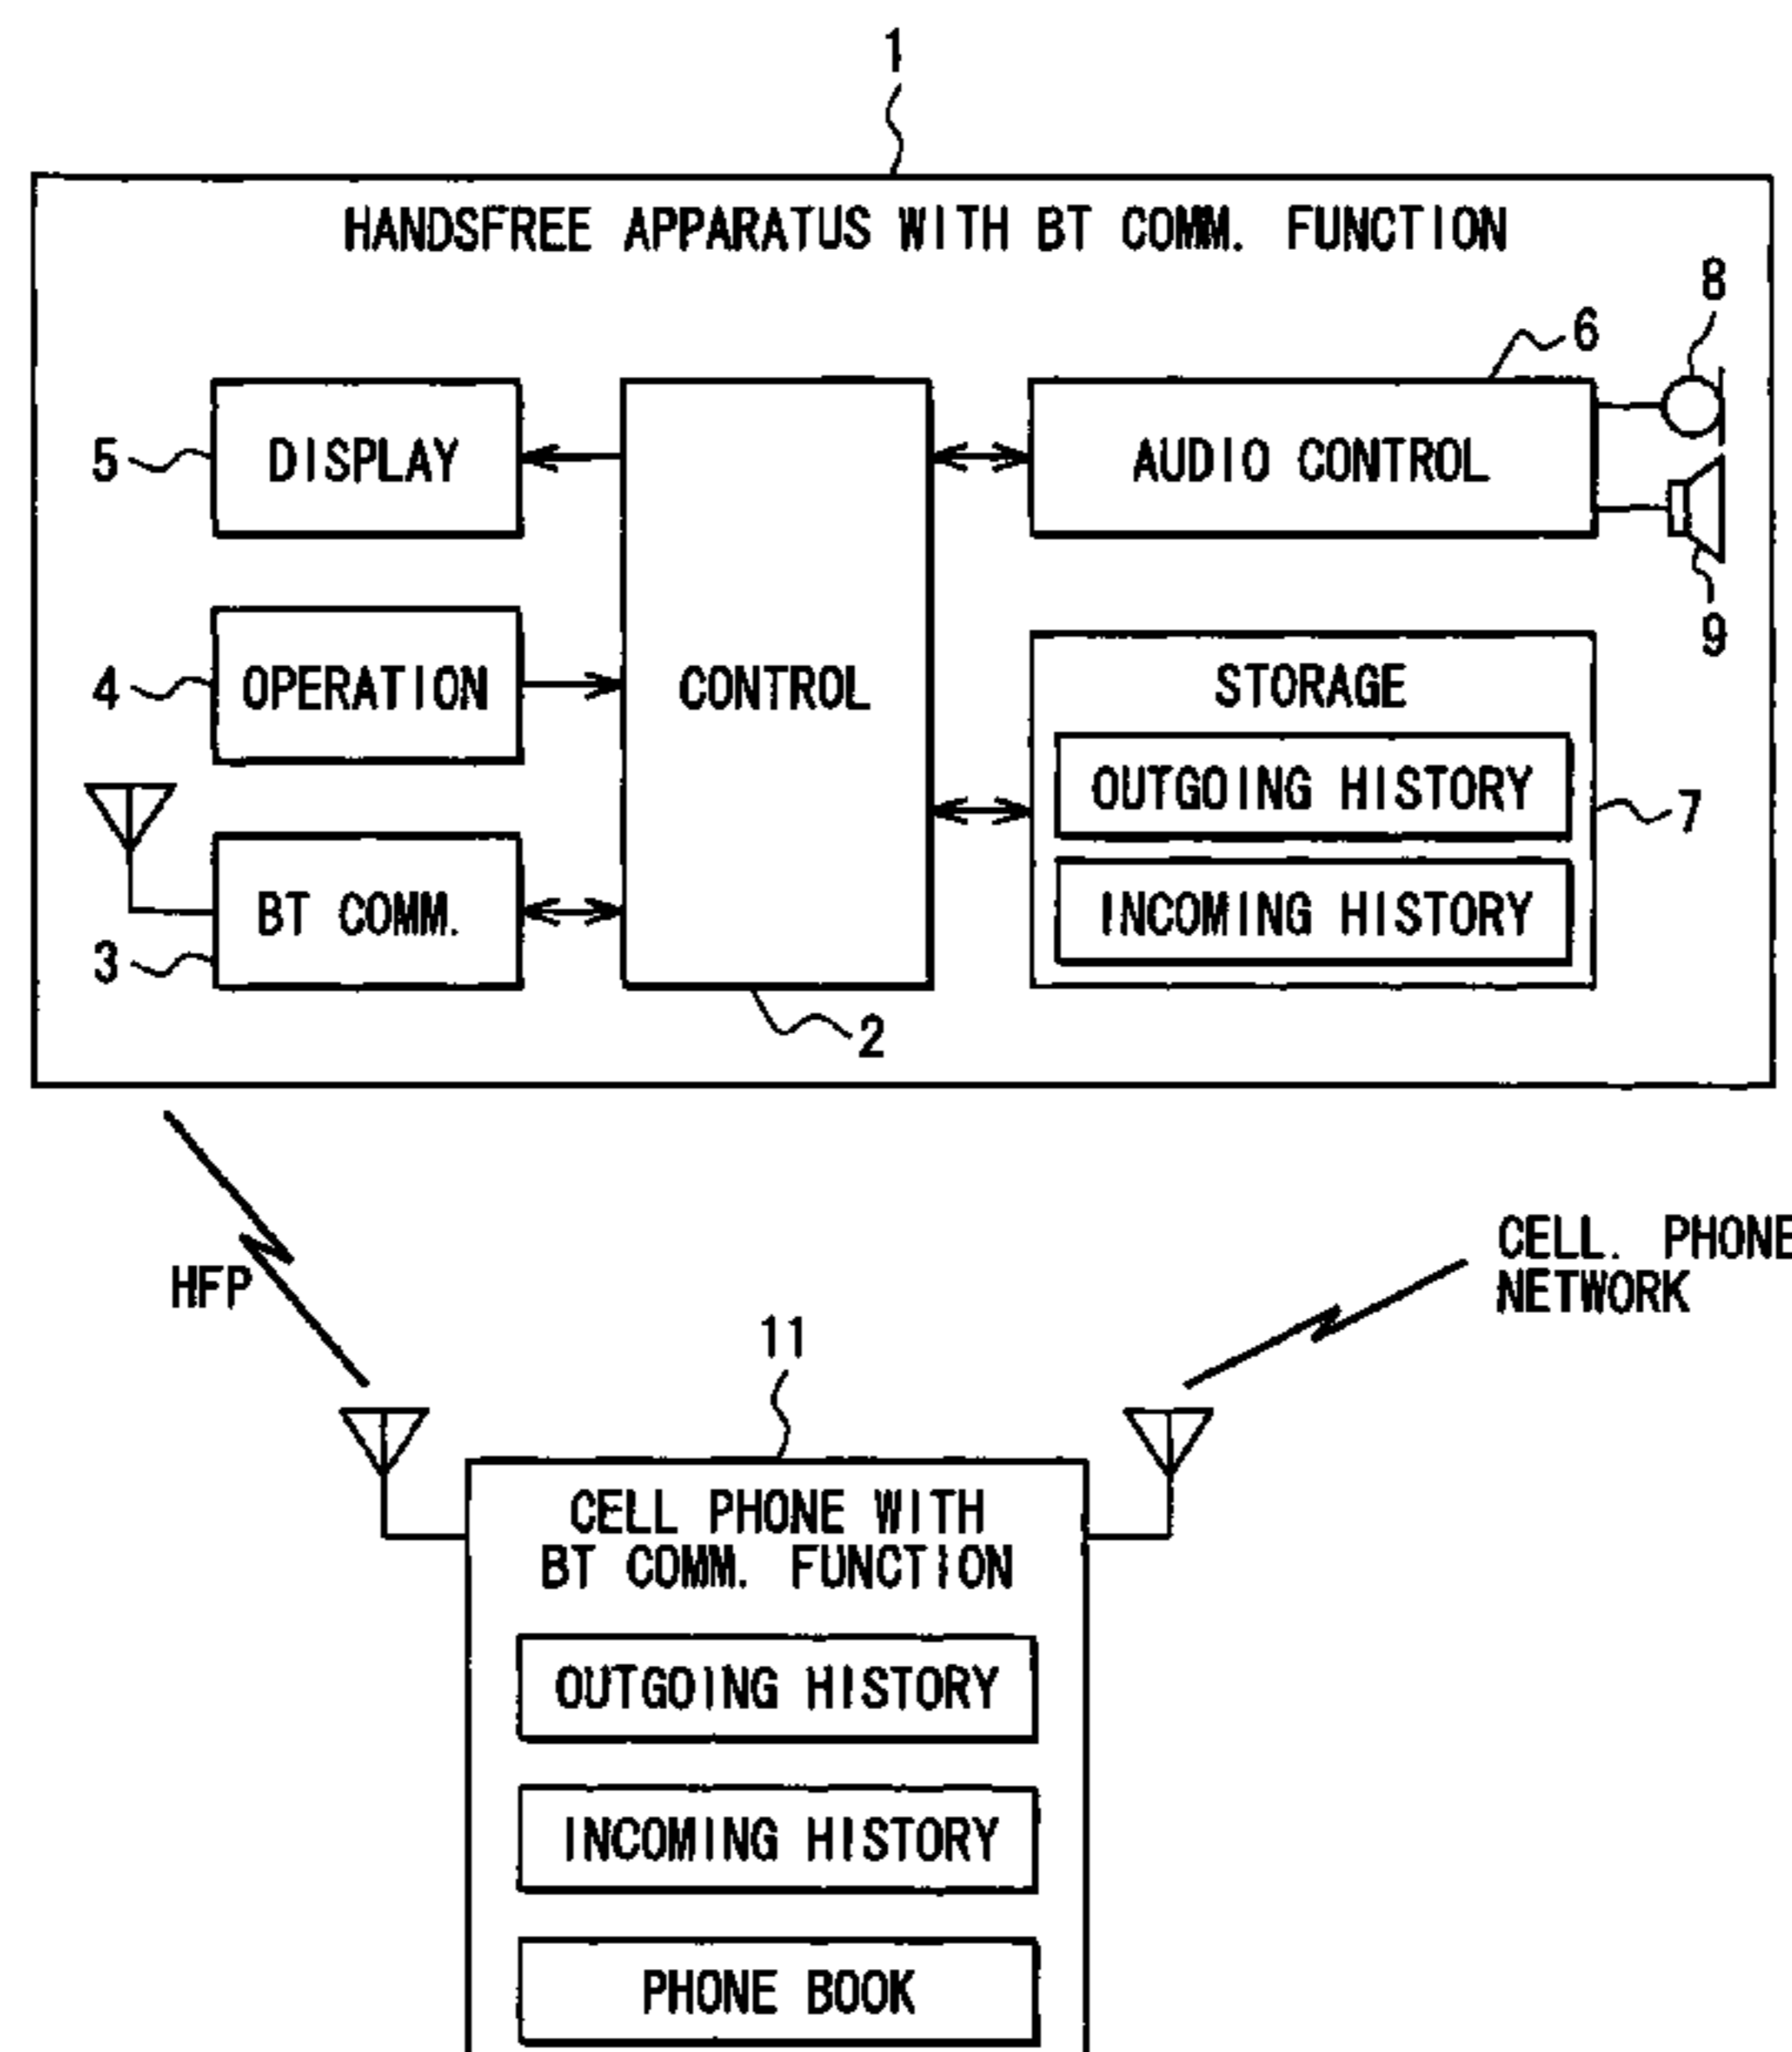 1
HANDSFREE APPARATUS WITH BT COMM. FUNCTION
8
6
5
DISPLAY
AUDIO CONTROL
9
4
OPERATION
CONTROL
STORAGE
OUTGOING HISTORY
7
BT COMM.
INCOMING HISTORY
3
2
HFP
CELL. PHONE
NETWORK
11
CELL PHONE WITH
BT COMM. FUNCTION
OUTGOING HISTORY
INCOMING HISTORY
PHONE BOOK